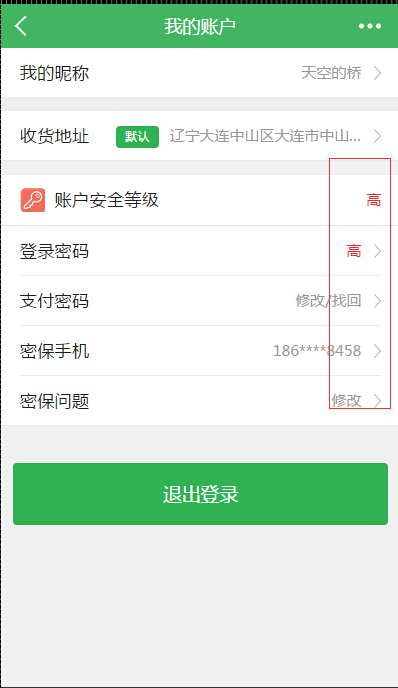 我的账户
我的昵称 天空的桥
收货地址 默认 辽宁大连中山区大连市中山...
账户安全等级 高
登录密码 高
支付密码 修改/找回
密保手机 186****8458
密保问题 修改
退出登录